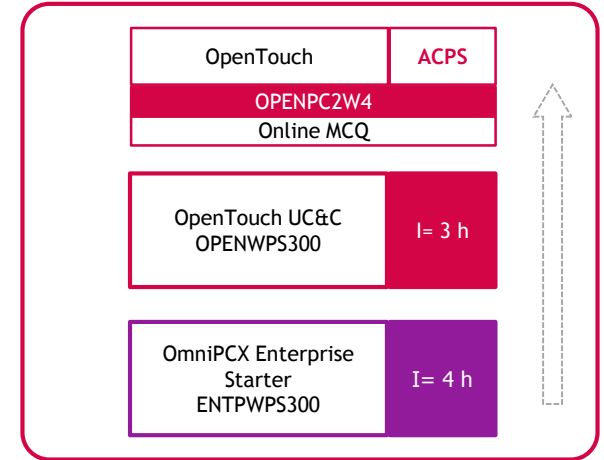 OpenTouch
ACPS
OPENPC2W4
Online MCQ
OpenTouch UC&C
OPENWPS300
I= 3 h
OmniPCX Enterprise
Starter
ENTPWPS300
I= 4 h